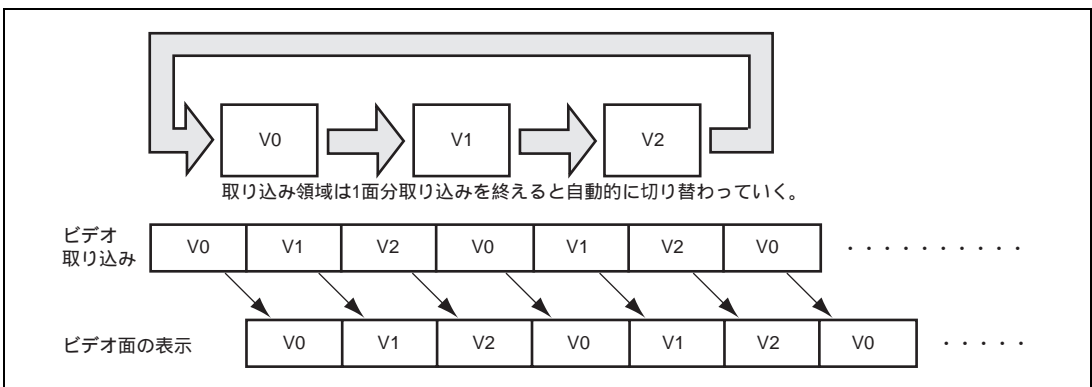 V0 V1 V2
取り込み領域は1面分取り込みを終えると自動的に切り替わっていく。
ビデオ
取り込み
V0 V1 V2 V0 V1 V2 V0 ・・・・・・・・・・
ビデオ面の表示 V0 V1 V2 V0 V1 V2 V0 ・・・・・